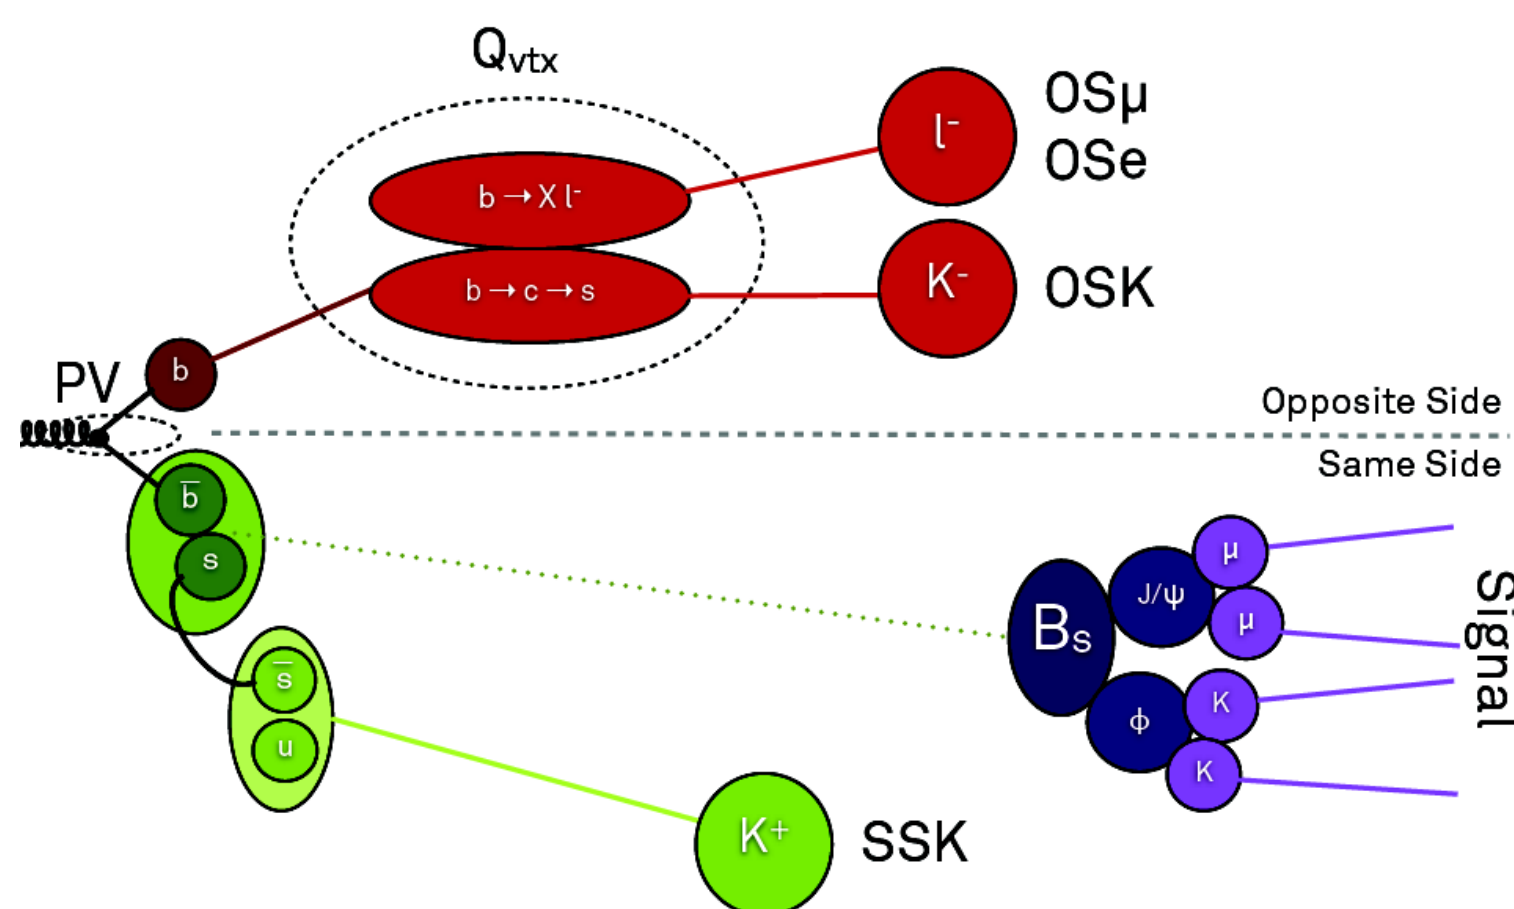 Qvtx
OSμ
OSe
l⁻
b → X l⁻
b → c → s
K⁻
OSK
PV
b
Opposite Side
Same Side
b̅
s
s̅
u
K⁺
SSK
Bs
J/ψ
μ
μ
ϕ
K
K
Signal